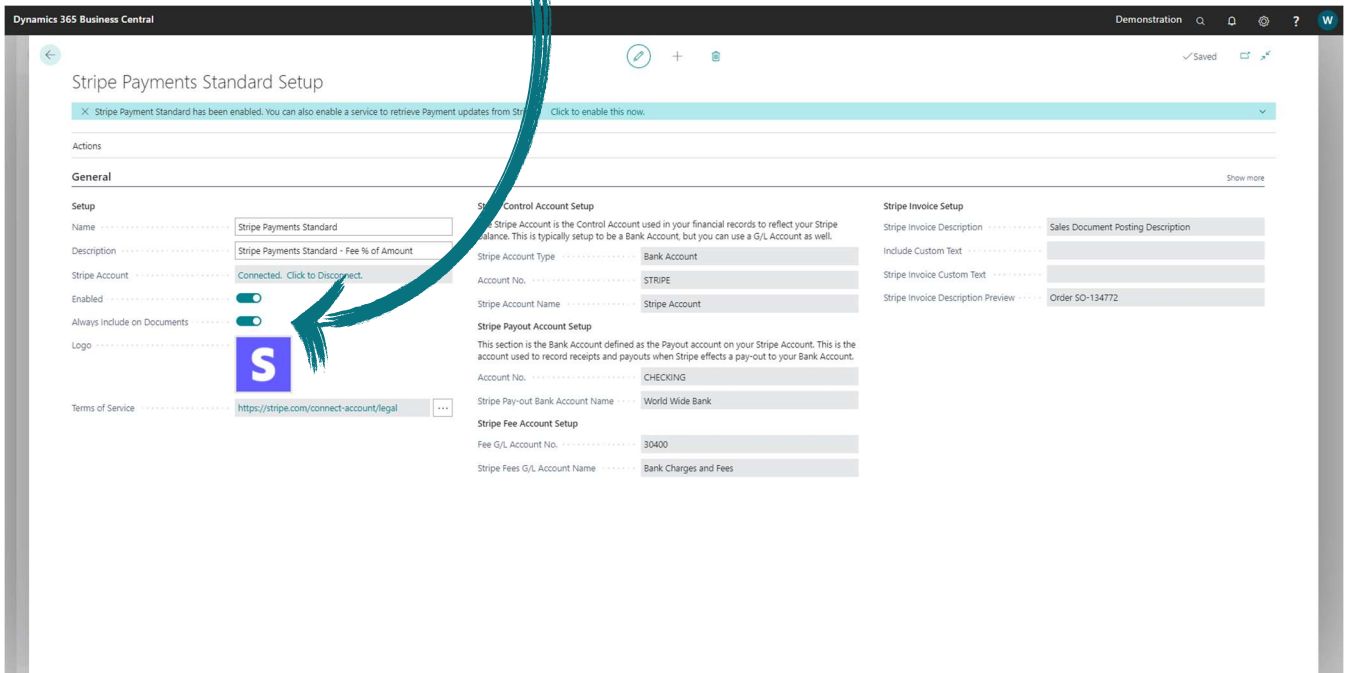 Dynamics 365 Business Central
Demonstration
?
W
Saved
Stripe Payments Standard Setup
Stripe Payment Standard has been enabled. You can also enable a service to retrieve Payment updates from Click to enable this now.
Actions
General
Show more
Setup
Name
Stripe Payments Standard
Description
Stripe Payments Standard - Fee % of Amount
Stripe Account
Connected. Click to Disconnect.
Enabled
Always Include on Documents
Logo
S
Terms of Service
https://stripe.com/connect-account/legal
...
Control Account Setup
Stripe Account is the Control Account used in your financial records to reflect your Stripe
balance. This is typically setup to be a Bank Account, but you can use a G/L Account as well.
Stripe Account Type
Bank Account
Account No.
STRIPE
Stripe Account Name
Stripe Account
Stripe Payout Account Setup
This section is the Bank Account defined as the Payout account on your Stripe Account. This is the
account used to record receipts and payouts when Stripe effects a pay-out to your Bank Account.
Account No.
CHECKING
Stripe Pay-out Bank Account Name
World Wide Bank
Stripe Fee Account Setup
Fee G/L Account No.
30400
Stripe Fees G/L Account Name
Bank Charges and Fees
Stripe Invoice Setup
Stripe Invoice Description
Sales Document Posting Description
Include Custom Text
Stripe Invoice Custom Text
Stripe Invoice Description Preview
Order SO-134772